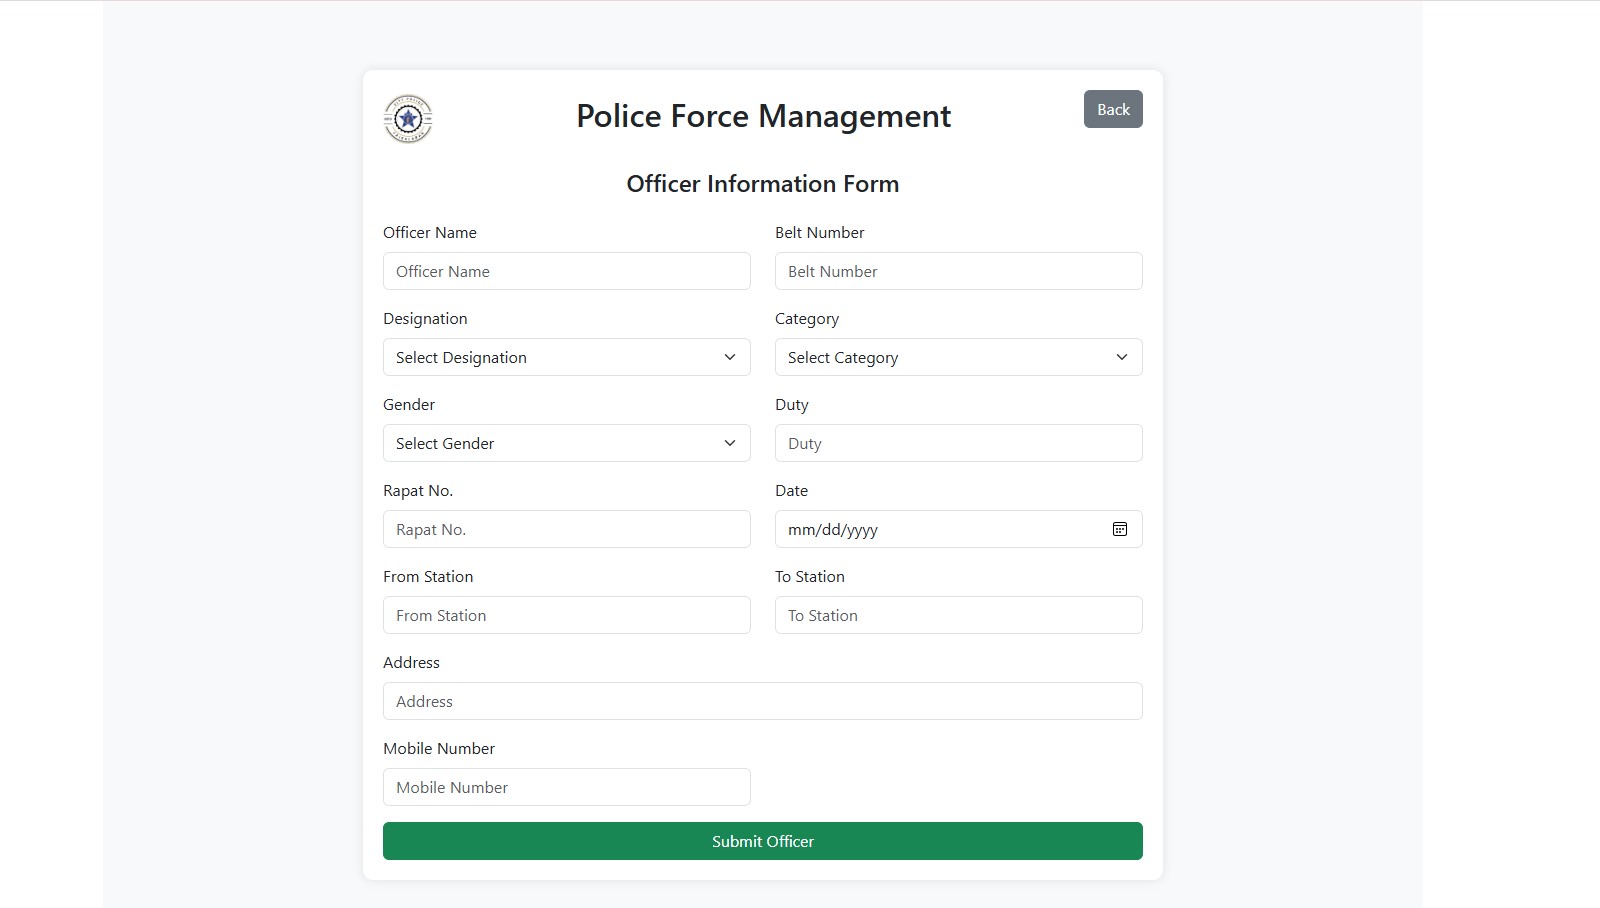 Police Force Management
Back
Officer Information Form
Officer Name
Belt Number
Officer Name
Belt Number
Designation
Category
Select Designation
Select Category
Gender
Duty
Select Gender
Duty
Rapat No.
Date
Rapat No.
mm/dd/yyyy
From Station
To Station
From Station
To Station
Address
Address
Mobile Number
Mobile Number
Submit Officer